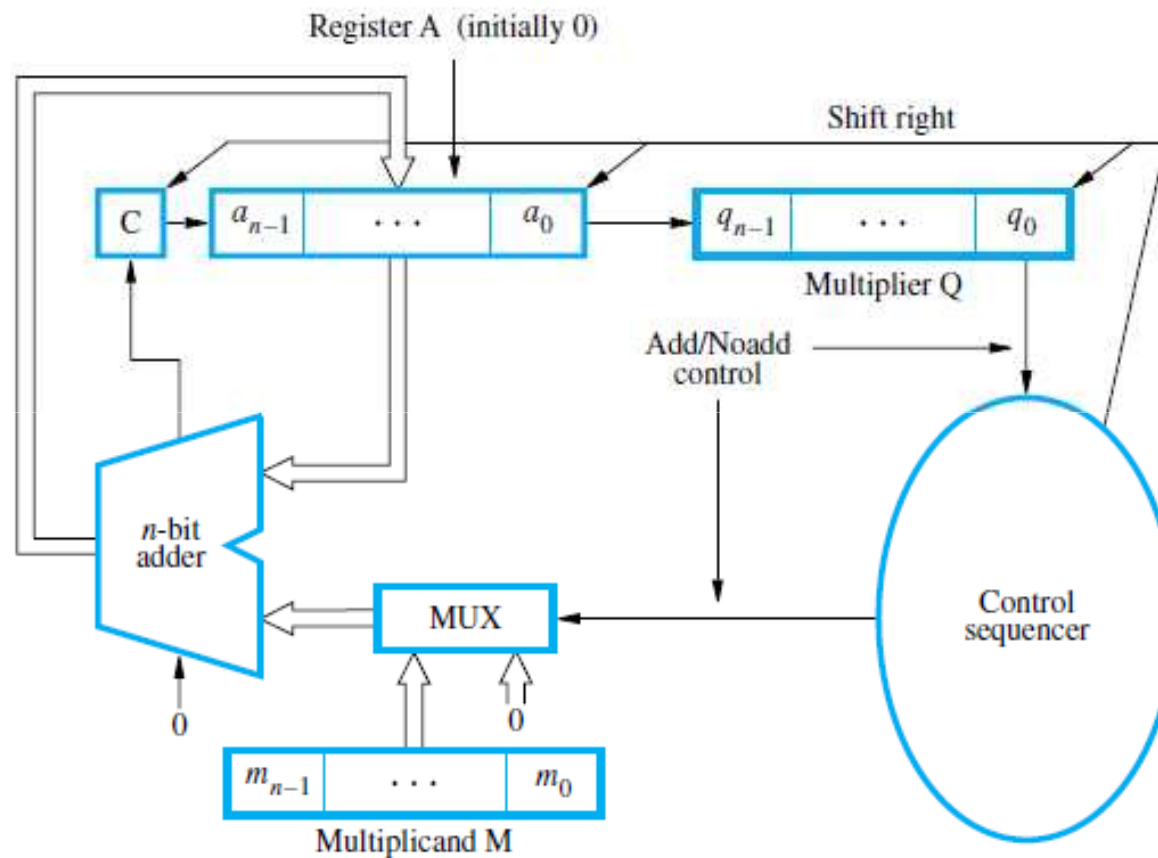 Register A (initially 0)
Shift right
C
a_{n−1} . . . a_0
q_{n−1} . . . q_0
Multiplier Q
Add/Noadd
control
n-bit
adder
MUX
Control
sequencer
0
0
m_{n−1} . . . m_0
Multiplicand M